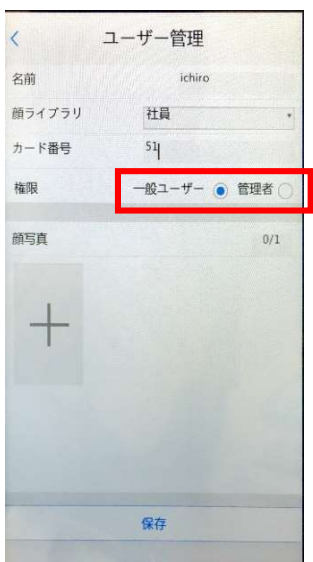 ユーザー管理
名前 ichiro
顔ライブラリ 社員
カード番号 51
権限 一般ユーザー 管理者
顔写真 0/1
保存